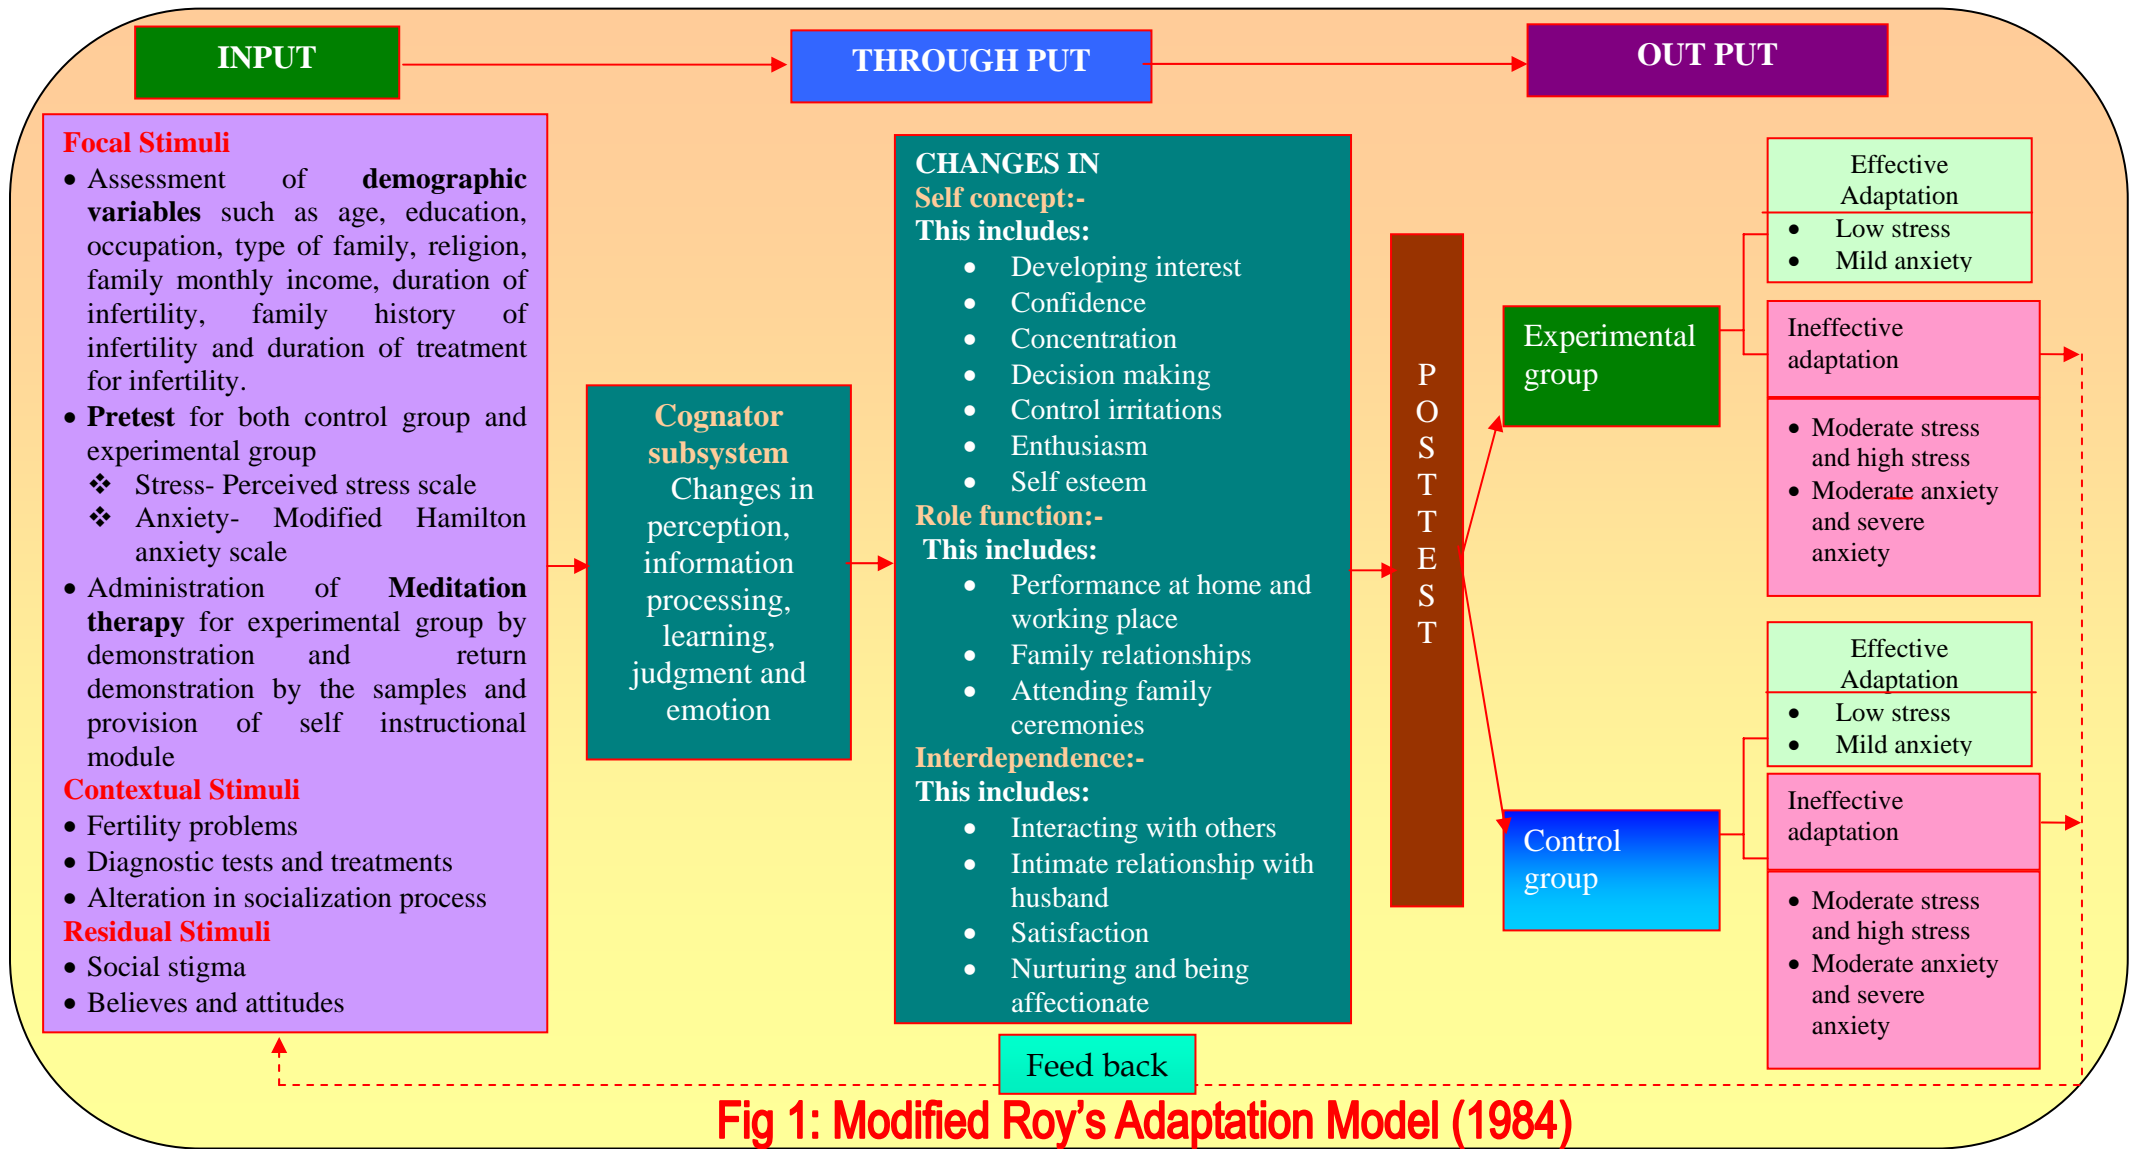 INPUT
THROUGH PUT
OUT PUT
Focal Stimuli
• Assessment of demographic
variables such as age, education,
occupation, type of family, religion,
family monthly income, duration of
infertility, family history of
infertility and duration of treatment
for infertility.
• Pretest for both control group and
experimental group
❖ Stress- Perceived stress scale
❖ Anxiety- Modified Hamilton
anxiety scale
• Administration of Meditation
therapy for experimental group by
demonstration and return
demonstration by the samples and
provision of self instructional
module
Contextual Stimuli
• Fertility problems
• Diagnostic tests and treatments
• Alteration in socialization process
Residual Stimuli
• Social stigma
• Believes and attitudes
Cognator
subsystem
Changes in
perception,
information
processing,
learning,
judgment and
emotion
CHANGES IN
Self concept:-
This includes:
• Developing interest
• Confidence
• Concentration
• Decision making
• Control irritations
• Enthusiasm
• Self esteem
Role function:-
This includes:
• Performance at home and
working place
• Family relationships
• Attending family
ceremonies
Interdependence:-
This includes:
• Interacting with others
• Intimate relationship with
husband
• Satisfaction
• Nurturing and being
affectionate
P
O
S
T
T
E
S
T
Experimental
group
Effective
Adaptation
• Low stress
• Mild anxiety
Ineffective
adaptation
• Moderate stress
and high stress
• Moderate anxiety
and severe
anxiety
Control
group
Effective
Adaptation
• Low stress
• Mild anxiety
Ineffective
adaptation
• Moderate stress
and high stress
• Moderate anxiety
and severe
anxiety
Feed back
Fig 1: Modified Roy's Adaptation Model (1984)